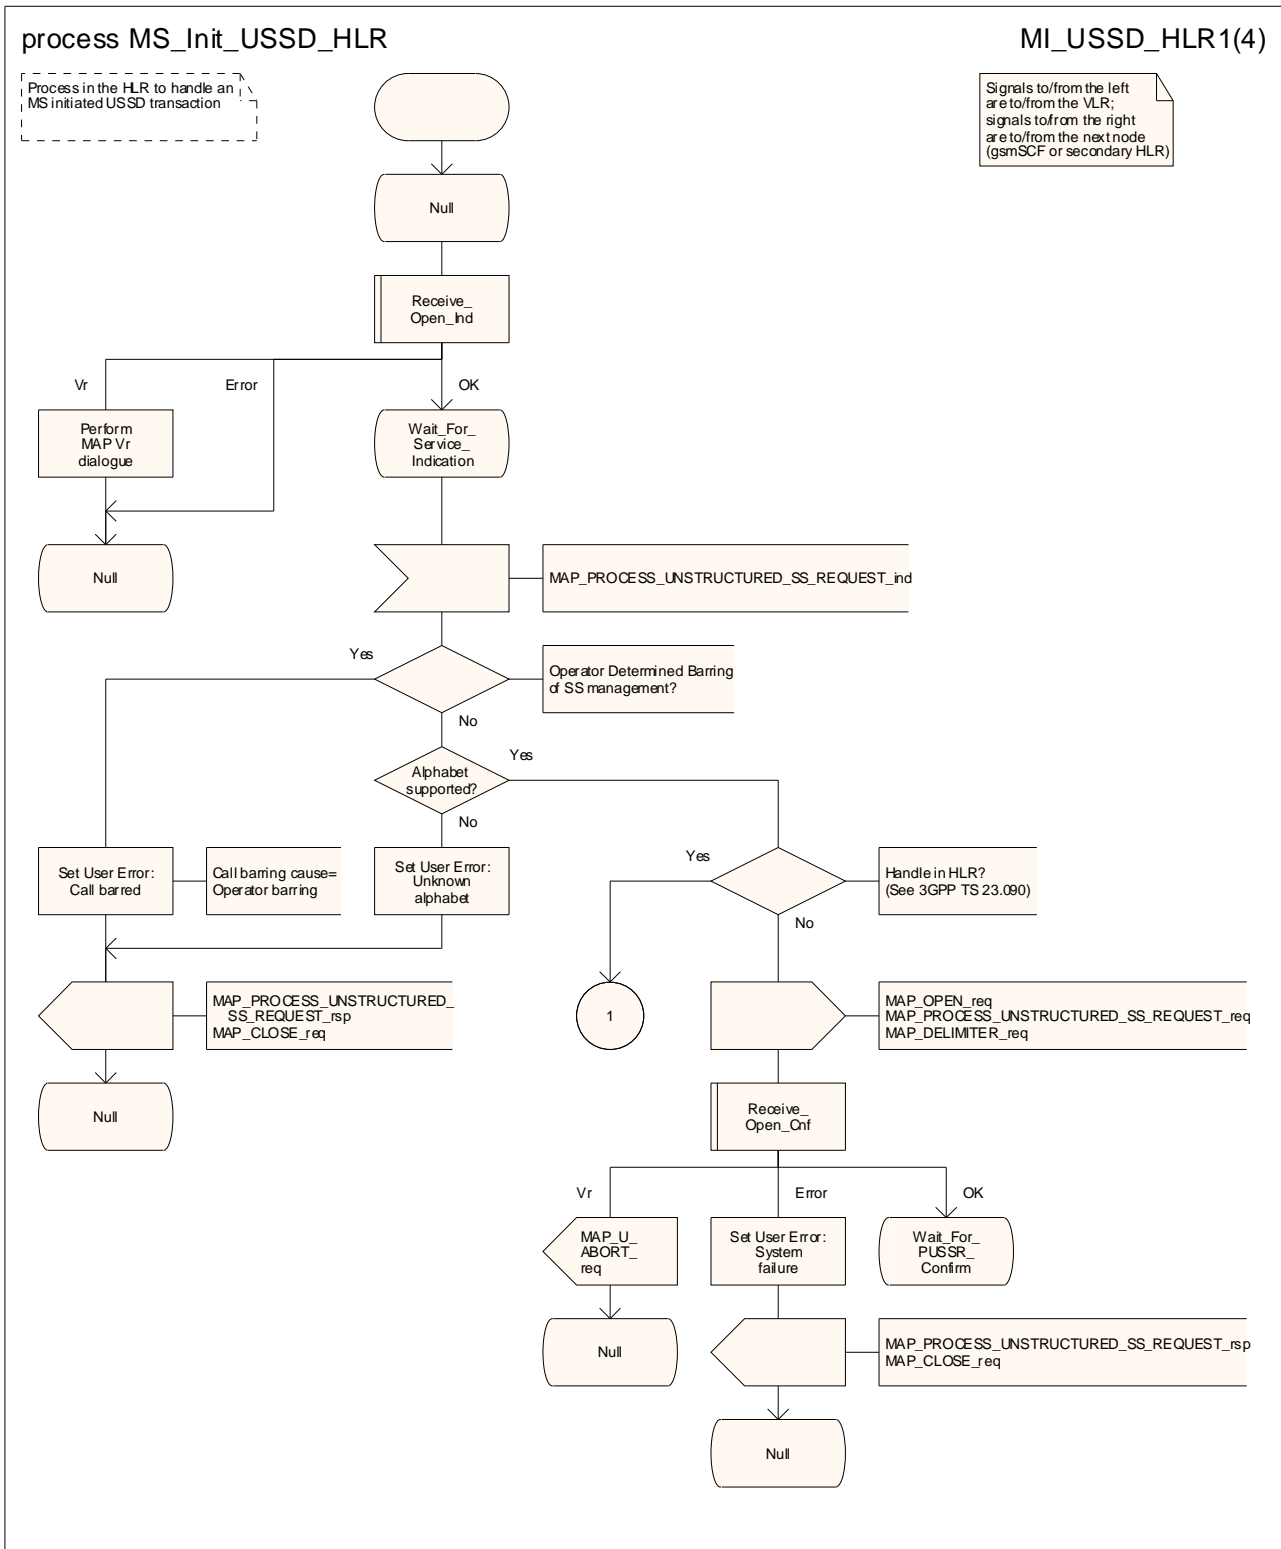 process MS_Init_USSD_HLR
MI_USSD_HLR1(4)
Process in the HLR to handle an
MS initiated USSD transaction
Signals to/from the left
are to/from the VLR;
signals to/from the right
are to/from the next node
(gsmSCF or secondary HLR)
Null
Receive_
Open_Ind
Vr
Error
OK
Perform
MAP Vr
dialogue
Wait_For_
Service_
Indication
Null
MAP_PROCESS_UNSTRUCTURED_SS_REQUEST_ind
Yes
Operator Determined Barring
of SS management?
No
Yes
Alphabet
supported?
No
Yes
Set User Error:
Call barred
Call barring cause=
Operator barring
Set User Error:
Unknown
alphabet
Handle in HLR?
(See 3GPP TS 23.090)
No
MAP_PROCESS_UNSTRUCTURED_
SS_REQUEST_rsp
MAP_CLOSE_req
1
MAP_OPEN_req
MAP_PROCESS_UNSTRUCTURED_SS_REQUEST_req
MAP_DELIMITER_req
Null
Receive_
Open_Cnf
Vr
Error
OK
MAP_U_
ABORT_
req
Set User Error:
System
failure
Wait_For_
PUSSR_
Confirm
Null
MAP_PROCESS_UNSTRUCTURED_SS_REQUEST_rsp
MAP_CLOSE_req
Null